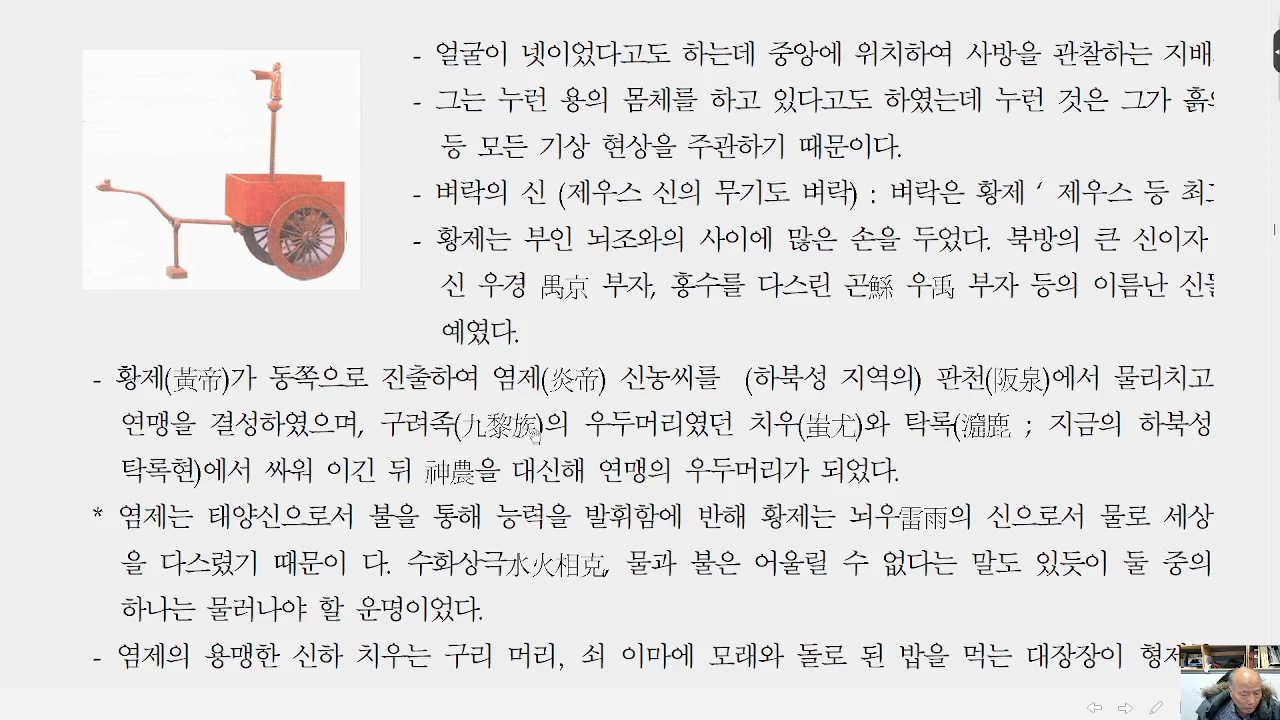 - 얼굴이 넷이었다고도 하는데 중앙에 위치하여 사방을 관찰하는 지배
- 그는 누런 용의 몸체를 하고 있다고도 하였는데 누런 것은 그가 흙의
등 모든 기상 현상을 주관하기 때문이다.
- 벼락의 신 (제우스 신의 무기도 벼락) : 벼락은 황제 ‘ 제우스 등 최고
- 황제는 부인 뇌조와의 사이에 많은 손을 두었다. 북방의 큰 신이자
신 우경 禺京 부자, 홍수를 다스린 곤鯀 우禹 부자 등의 이름난 신들
예였다.
- 황제(黃帝)가 동쪽으로 진출하여 염제(炎帝) 신농씨를 (하북성 지역의) 판천(阪泉)에서 물리치고
연맹을 결성하였으며, 구려족(九黎族)의 우두머리였던 치우(蚩尤)와 탁록(瀥鹿 ; 지금의 하북성
탁록현)에서 싸워 이긴 뒤 神農을 대신해 연맹의 우두머리가 되었다.
* 염제는 태양신으로서 불을 통해 능력을 발휘함에 반해 황제는 뇌우雷雨의 신으로서 물로 세상
을 다스렸기 때문이 다. 수화상극水火相克, 물과 불은 어울릴 수 없다는 말도 있듯이 둘 중의
하나는 물러나야 할 운명이었다.
- 염제의 용맹한 신하 치우는 구리 머리, 쇠 이마에 모래와 돌로 된 밥을 먹는 대장장이 형제